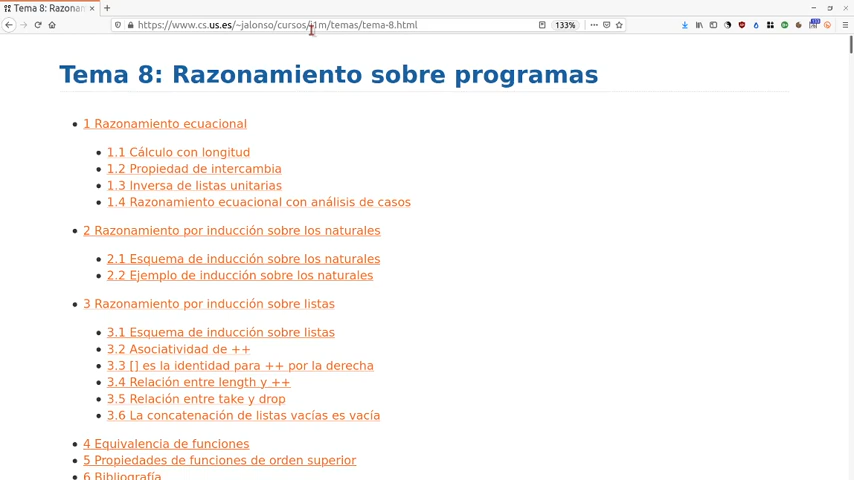 Tema 8: Razonam
https://www.cs.us.es/~jalonso/cursos/i1m/temas/tema-8.html
133%
Tema 8: Razonamiento sobre programas
1 Razonamiento ecuacional
1.1 Cálculo con longitud
1.2 Propiedad de intercambia
1.3 Inversa de listas unitarias
1.4 Razonamiento ecuacional con análisis de casos
2 Razonamiento por inducción sobre los naturales
2.1 Esquema de inducción sobre los naturales
2.2 Ejemplo de inducción sobre los naturales
3 Razonamiento por inducción sobre listas
3.1 Esquema de inducción sobre listas
3.2 Asociatividad de ++
3.3 [] es la identidad para ++ por la derecha
3.4 Relación entre length y ++
3.5 Relación entre take y drop
3.6 La concatenación de listas vacías es vacía
4 Equivalencia de funciones
5 Propiedades de funciones de orden superior
6 Bibliografía